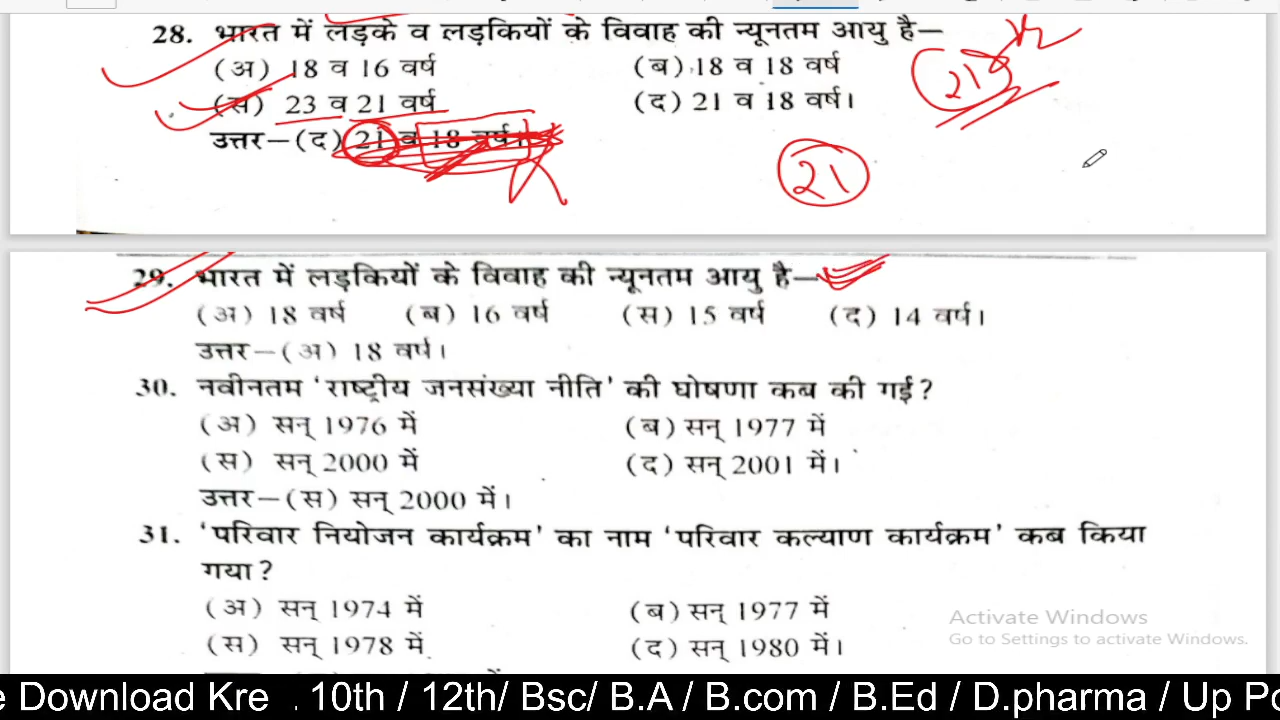 28. भारत में लड़के व लड़कियों के विवाह की न्यूनतम आयु है—
(अ) 18 व 16 वर्ष (ब) 18 व 18 वर्ष
(स) 23 व 21 वर्ष (द) 21 व 18 वर्ष।
उत्तर—(द) 21 व 18 वर्ष।
21
21
29. भारत में लड़कियों के विवाह की न्यूनतम आयु है—
(अ) 18 वर्ष (ब) 16 वर्ष (स) 15 वर्ष (द) 14 वर्ष।
उत्तर—(अ) 18 वर्ष।
30. नवीनतम 'राष्ट्रीय जनसंख्या नीति' की घोषणा कब की गई?
(अ) सन् 1976 में (ब) सन् 1977 में
(स) सन् 2000 में (द) सन् 2001 में।
उत्तर—(स) सन् 2000 में।
31. 'परिवार नियोजन कार्यक्रम' का नाम 'परिवार कल्याण कार्यक्रम' कब किया
गया?
(अ) सन् 1974 में (ब) सन् 1977 में
(स) सन् 1978 में (द) सन् 1980 में।
Activate Windows
Go to Settings to activate Windows.
e Download Kre . 10th / 12th/ Bsc/ B.A / B.com / B.Ed / D.pharma / Up Po